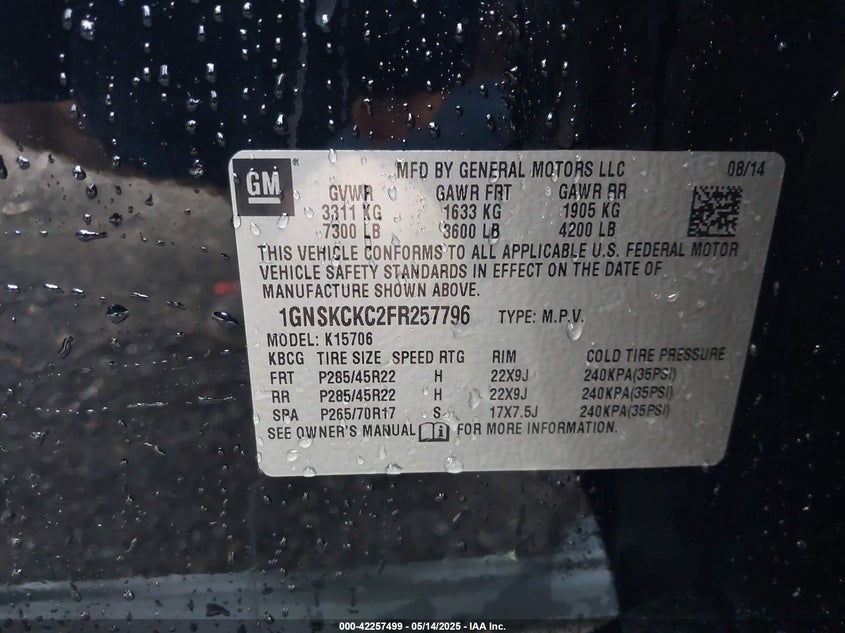 GM
MFD BY GENERAL MOTORS LLC 08/14
GVWR GAWR FRT GAWR RR
3311 KG 1633 KG 1905 KG
7300 LB 3600 LB 4200 LB
THIS VEHICLE CONFORMS TO ALL APPLICABLE U.S. FEDERAL MOTOR
VEHICLE SAFETY STANDARDS IN EFFECT ON THE DATE OF
MANUFACTURE SHOWN ABOVE.
1GNSKCKC2FR257796 TYPE: M.P.V.
MODEL: K15706
KBCG TIRE SIZE SPEED RTG RIM COLD TIRE PRESSURE
FRT P285/45R22 H 22X9J 240KPA(35PSI)
RR P285/45R22 H 22X9J 240KPA(35PSI)
SPA P265/70R17 S 17X7.5J 240KPA(35PSI)
SEE OWNER'S MANUAL FOR MORE INFORMATION.
000-42257499 - 05/14/2025 - IAA Inc.